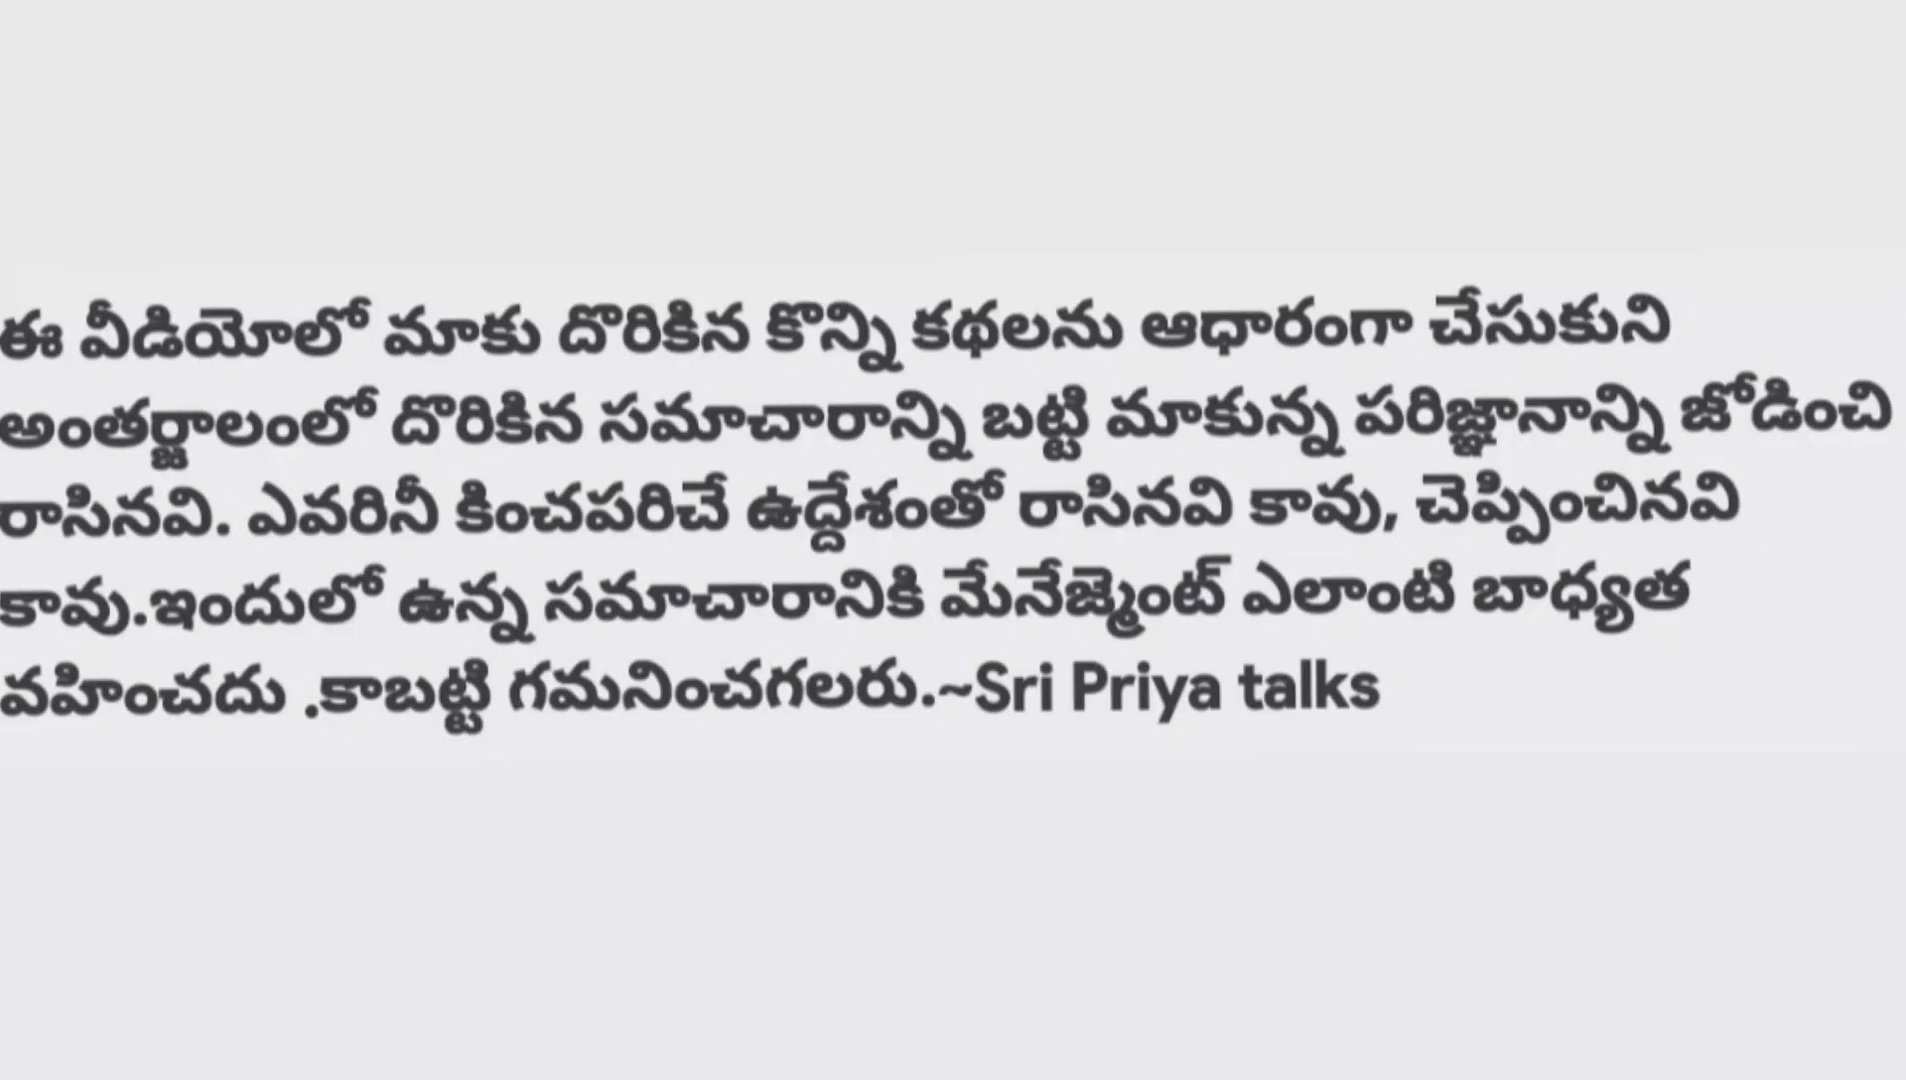 ఈ వీడియోలో మాకు దొరికిన కొన్ని కథలను ఆధారంగా చేసుకుని
అంతర్జాలంలో దొరికిన సమాచారాన్ని బట్టి మాకున్న పరిజ్ఞానాన్ని జోడించి
రాసినవి. ఎవరినీ కించపరిచే ఉద్దేశంతో రాసినవి కావు, చెప్పించినవి
కావు.ఇందులో ఉన్న సమాచారానికి మేనేజ్మెంట్ ఎలాంటి బాధ్యత
వహించదు .కాబట్టి గమనించగలరు.~Sri Priya talks